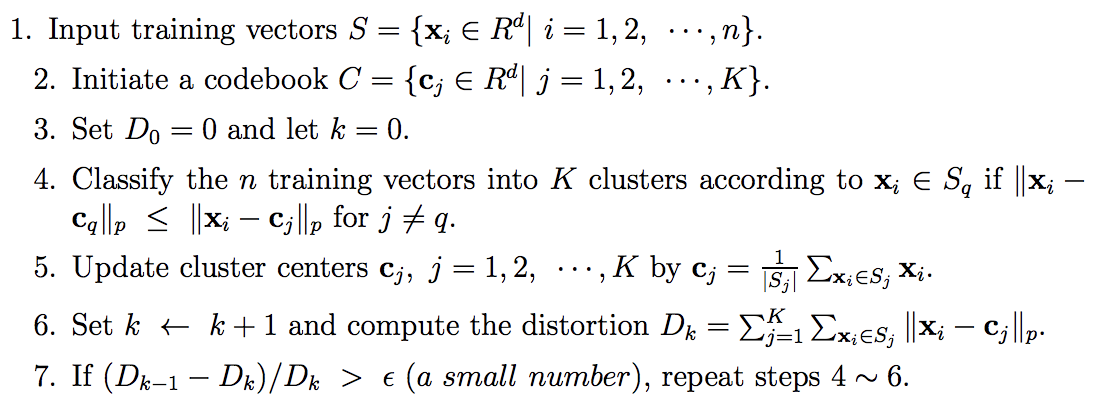 1. Input training vectors S = {x_i ∈ R^d| i = 1, 2, ⋯, n}.
2. Initiate a codebook C = {c_j ∈ R^d| j = 1, 2, ⋯, K}.
3. Set D_0 = 0 and let k = 0.
4. Classify the n training vectors into K clusters according to x_i ∈ S_q if ‖x_i −
c_q‖_p ≤ ‖x_i − c_j‖_p for j ≠ q.
5. Update cluster centers c_j, j = 1, 2, ⋯, K by c_j = \frac{1}{|S_j|} ∑_{x_i∈S_j} x_i.
6. Set k ← k + 1 and compute the distortion D_k = ∑_{j=1}^{K} ∑_{x_i∈S_j} ‖x_i − c_j‖_p.
7. If (D_{k−1} − D_k)/D_k > ϵ (a small number), repeat steps 4 ∼ 6.